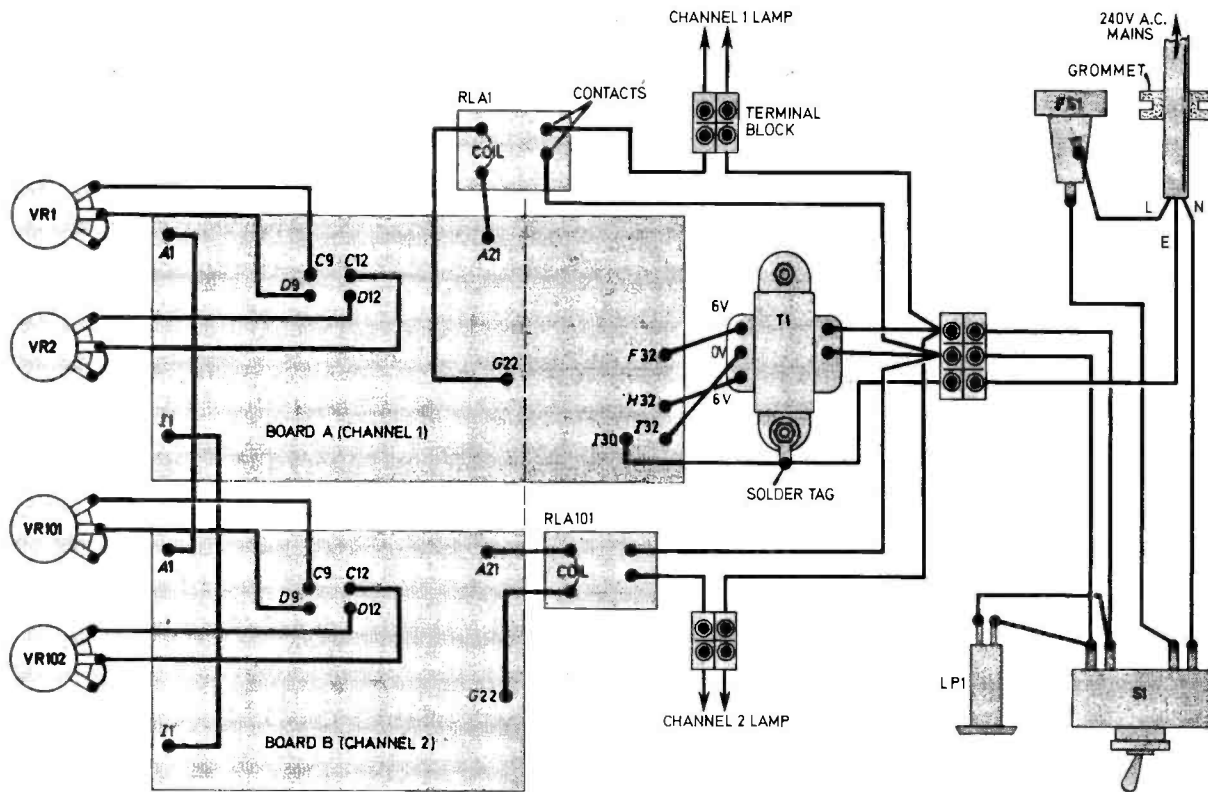 CHANNEL 1 LAMP
240V A.C.
MAINS
GROMMET
RLA1
CONTACTS
TERMINAL
BLOCK
FS1
COIL
VR1
L
N
E
A1
A21
C9
C12
D9
D12
6V
T1
VR2
F32
0V
G22
H32
6V
I1
BOARD A (CHANNEL 1)
I30
I32
SOLDER TAG
VR101
RLA101
A1
A21
C9
C12
COIL
D9
D12
VR102
LP1
S1
G22
CHANNEL 2 LAMP
I1
BOARD B (CHANNEL 2)